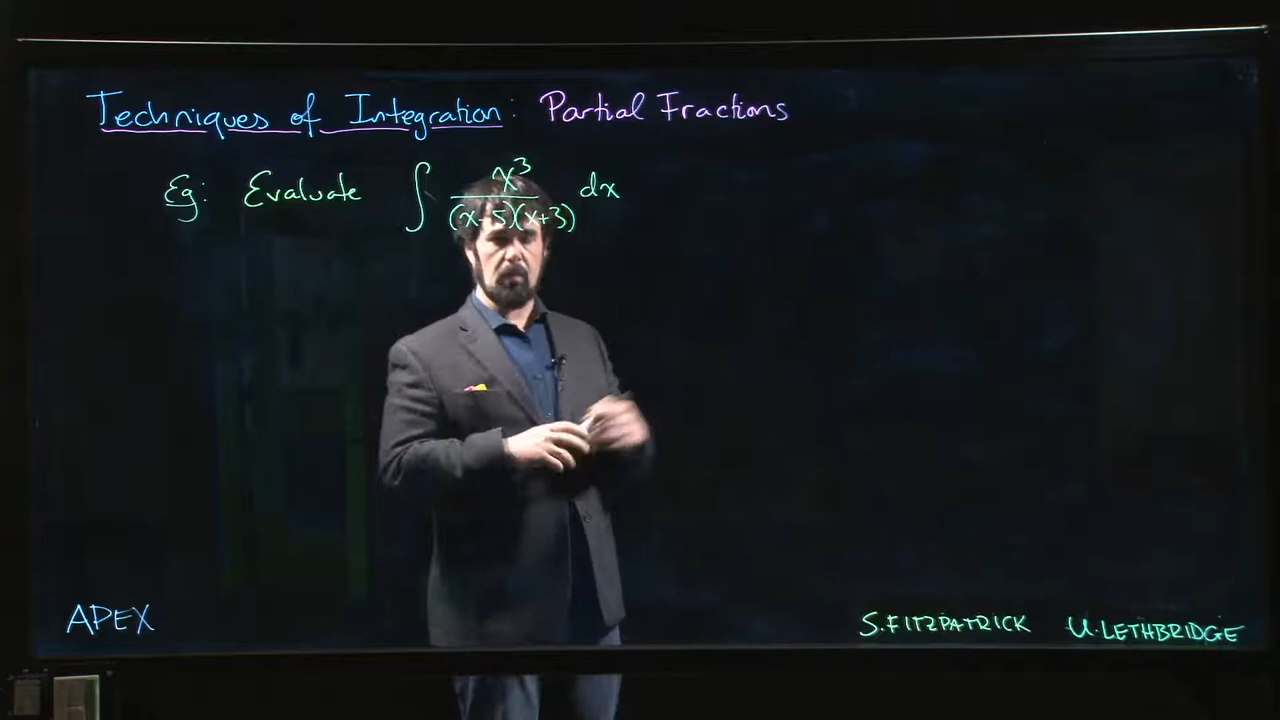 Techniques of Integration: Partial Fractions
Eg: Evaluate ∫ x³/((x-5)(x+3)) dx
APEX
S. FITZPATRICK U. LETHBRIDGE